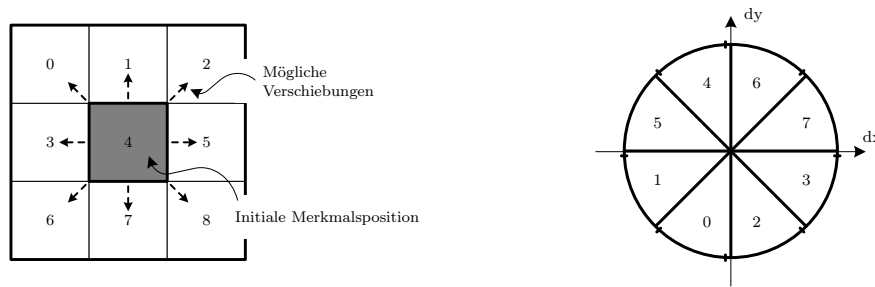 0 1 2
Mögliche
Verschiebungen
3 4 5
6 7 8
Initiale Merkmalsposition
dy
4 6
5 7
dx
1 3
0 2